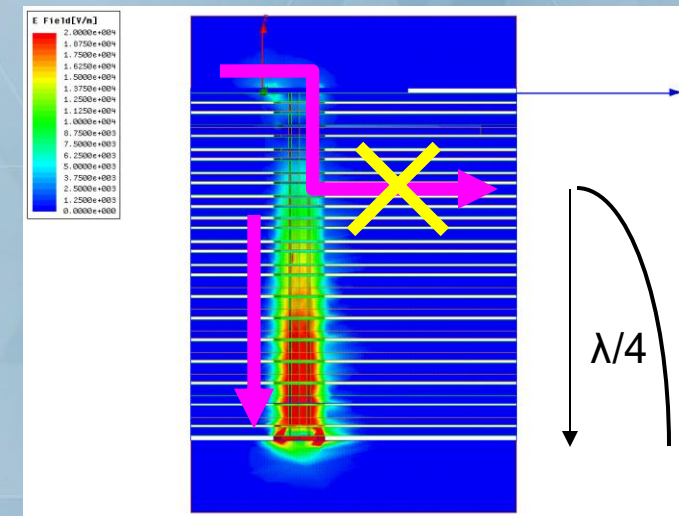 E Field[V/m]
2.0000e+004
1.8750e+004
1.7500e+004
1.6250e+004
1.5000e+004
1.3750e+004
1.2500e+004
1.1250e+004
1.0000e+004
8.7500e+003
7.5000e+003
6.2500e+003
5.0000e+003
3.7500e+003
2.5000e+003
1.2500e+003
0.0000e+000
λ/4